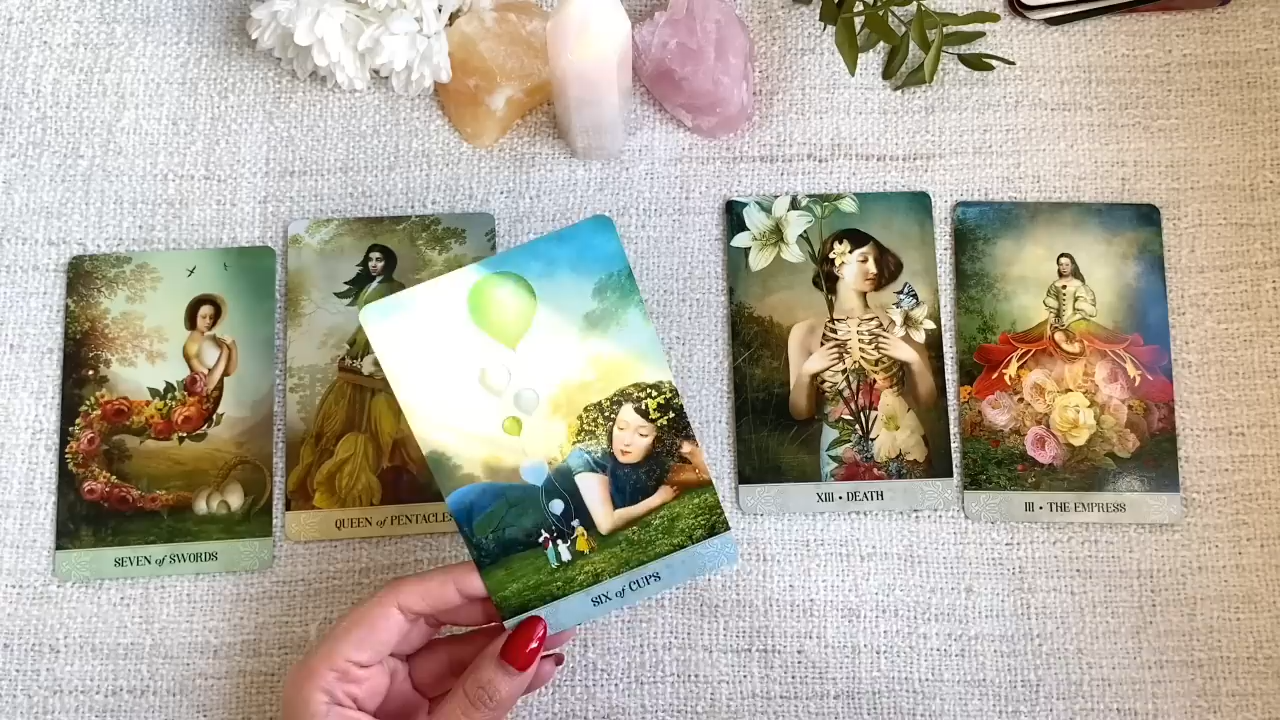 SEVEN of SWORDS
QUEEN of PENTACLES
SIX of CUPS
XIII • DEATH
III • THE EMPRESS